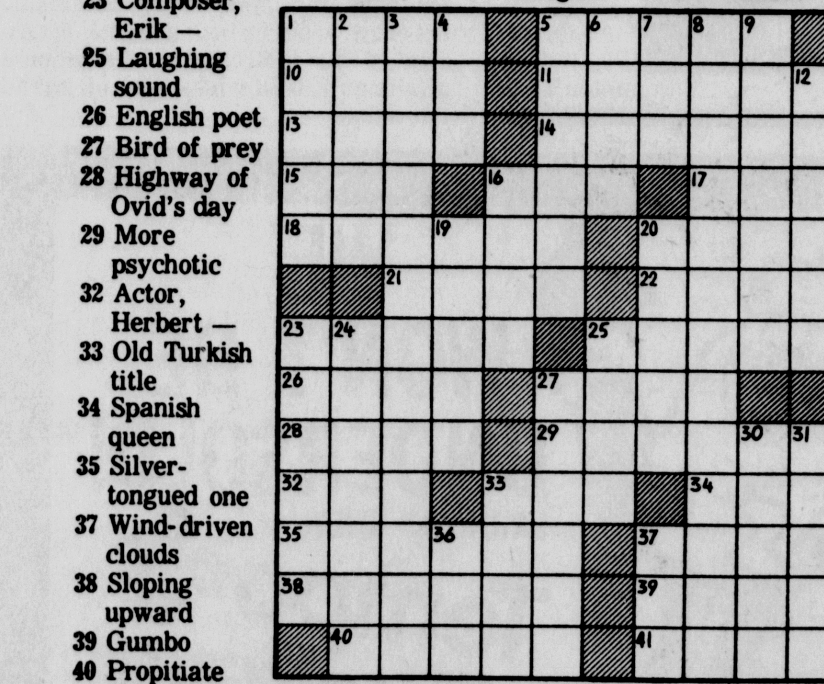 23 Composer,
Erik —
25 Laughing
sound
26 English poet
27 Bird of prey
28 Highway of
Ovid's day
29 More
psychotic
32 Actor,
Herbert —
33 Old Turkish
title
34 Spanish
queen
35 Silver-
tongued one
37 Wind-driven
clouds
38 Sloping
upward
39 Gumbo
40 Propitiate
1 2 3 4 5 6 7 8 9
10 11 12
13 14
15 16 17
18 19 20
21 22
23 24 25
26 27
28 29 30 31
32 33 34
35 36 37
38 39
40 41